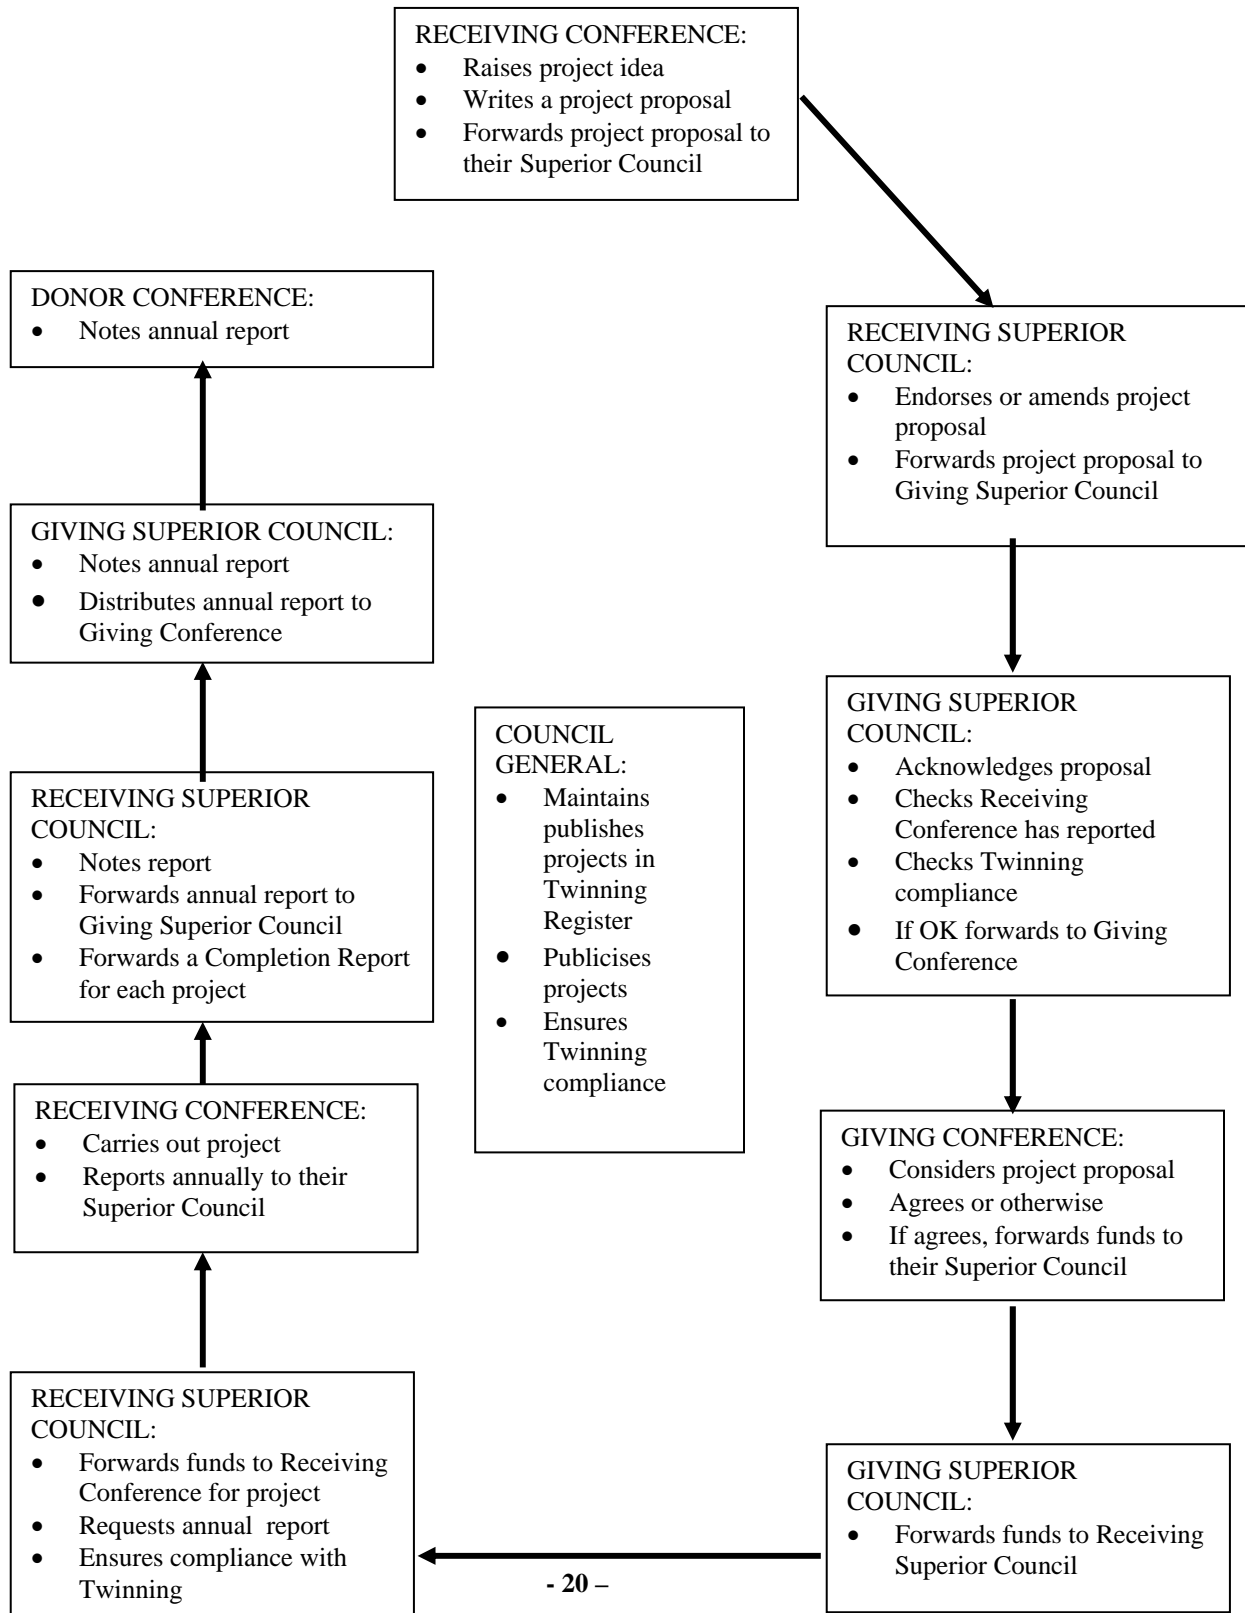 RECEIVING CONFERENCE:
• Raises project idea
• Writes a project proposal
• Forwards project proposal to
their Superior Council
RECEIVING SUPERIOR
COUNCIL:
• Endorses or amends project
proposal
• Forwards project proposal to
Giving Superior Council
GIVING SUPERIOR
COUNCIL:
• Acknowledges proposal
• Checks Receiving
Conference has reported
• Checks Twinning
compliance
• If OK forwards to Giving
Conference
GIVING CONFERENCE:
• Considers project proposal
• Agrees or otherwise
• If agrees, forwards funds to
their Superior Council
GIVING SUPERIOR
COUNCIL:
• Forwards funds to Receiving
Superior Council
RECEIVING SUPERIOR
COUNCIL:
• Forwards funds to Receiving
Conference for project
• Requests annual report
• Ensures compliance with
Twinning
RECEIVING CONFERENCE:
• Carries out project
• Reports annually to their
Superior Council
RECEIVING SUPERIOR
COUNCIL:
• Notes report
• Forwards annual report to
Giving Superior Council
• Forwards a Completion Report
for each project
GIVING SUPERIOR COUNCIL:
• Notes annual report
• Distributes annual report to
Giving Conference
DONOR CONFERENCE:
• Notes annual report
COUNCIL
GENERAL:
• Maintains
publishes
projects in
Twinning
Register
• Publicises
projects
• Ensures
Twinning
compliance
- 20 –